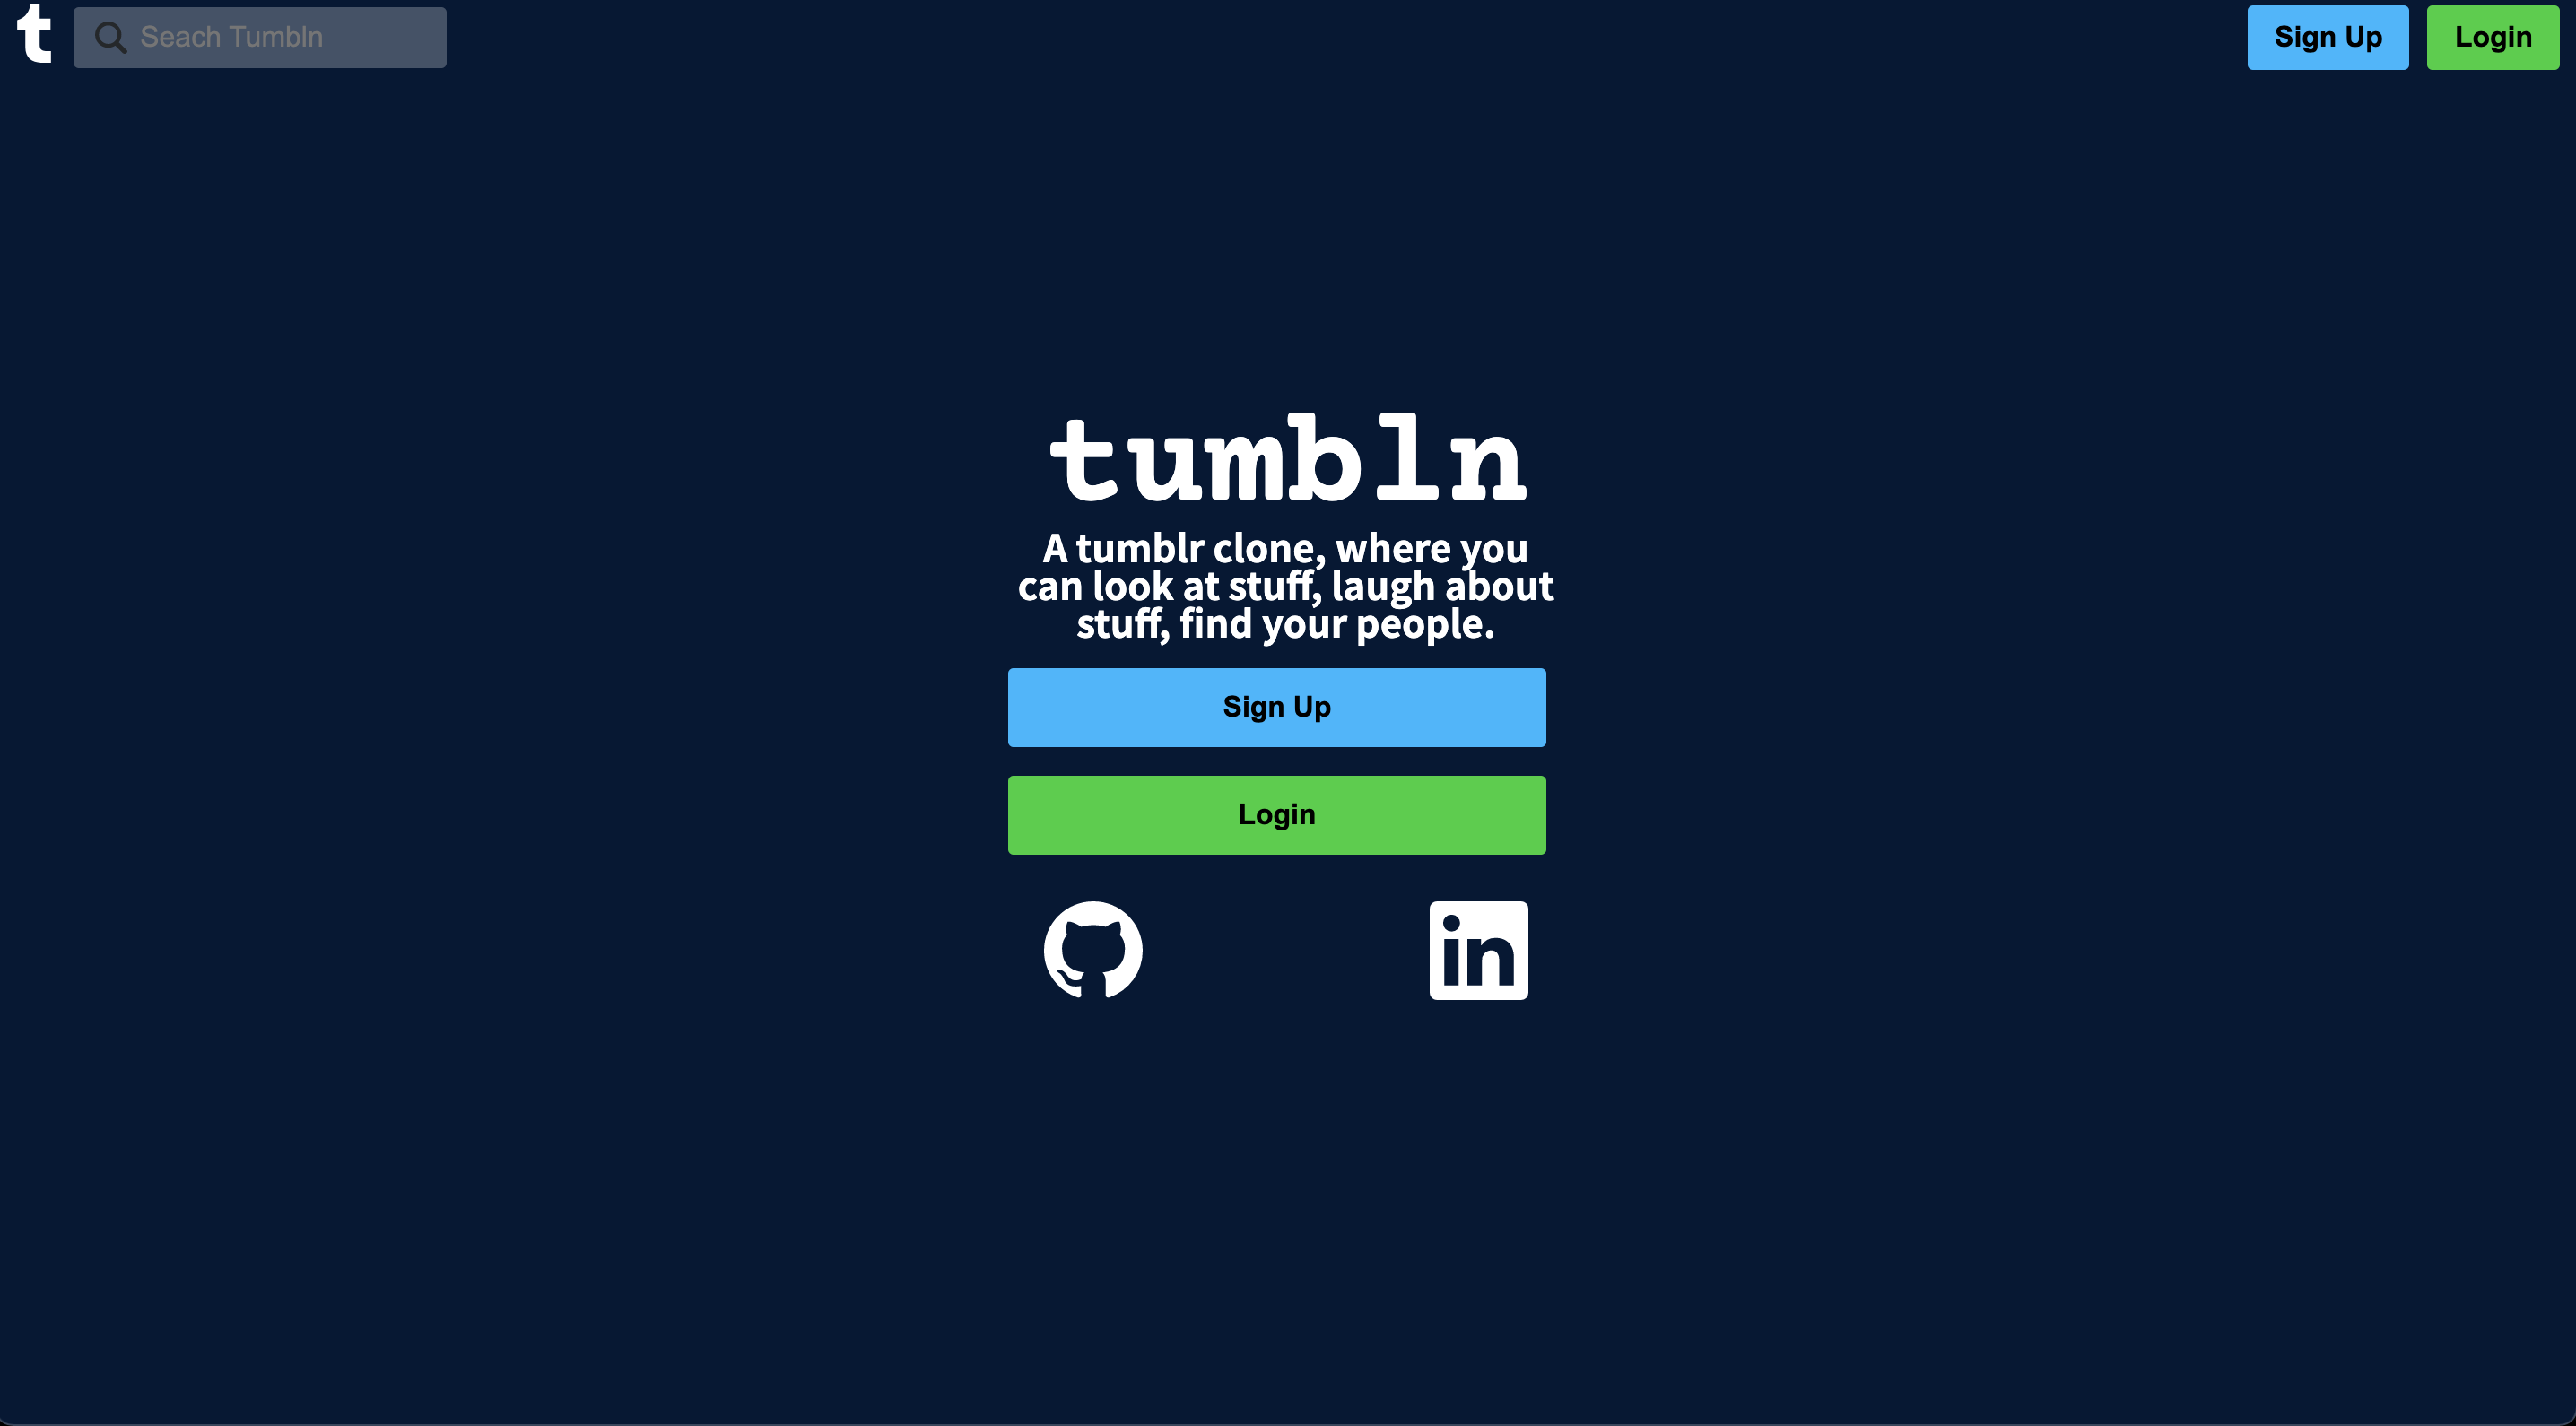 t
Seach Tumbln
Sign Up
Login
tumbln
A tumblr clone, where you
can look at stuff, laugh about
stuff, find your people.
Sign Up
Login
in